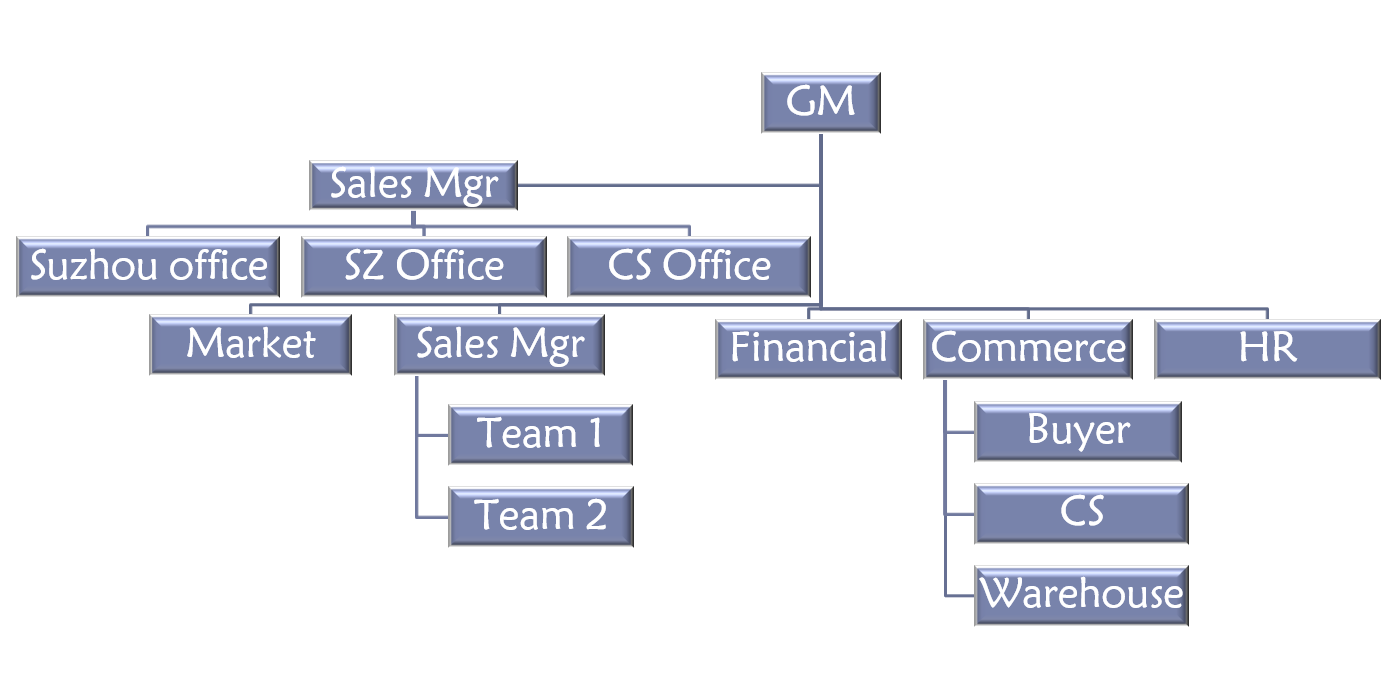 GM
Sales Mgr
Suzhou office
SZ Office
CS Office
Market
Sales Mgr
Financial
Commerce
HR
Team 1
Team 2
Buyer
CS
Warehouse